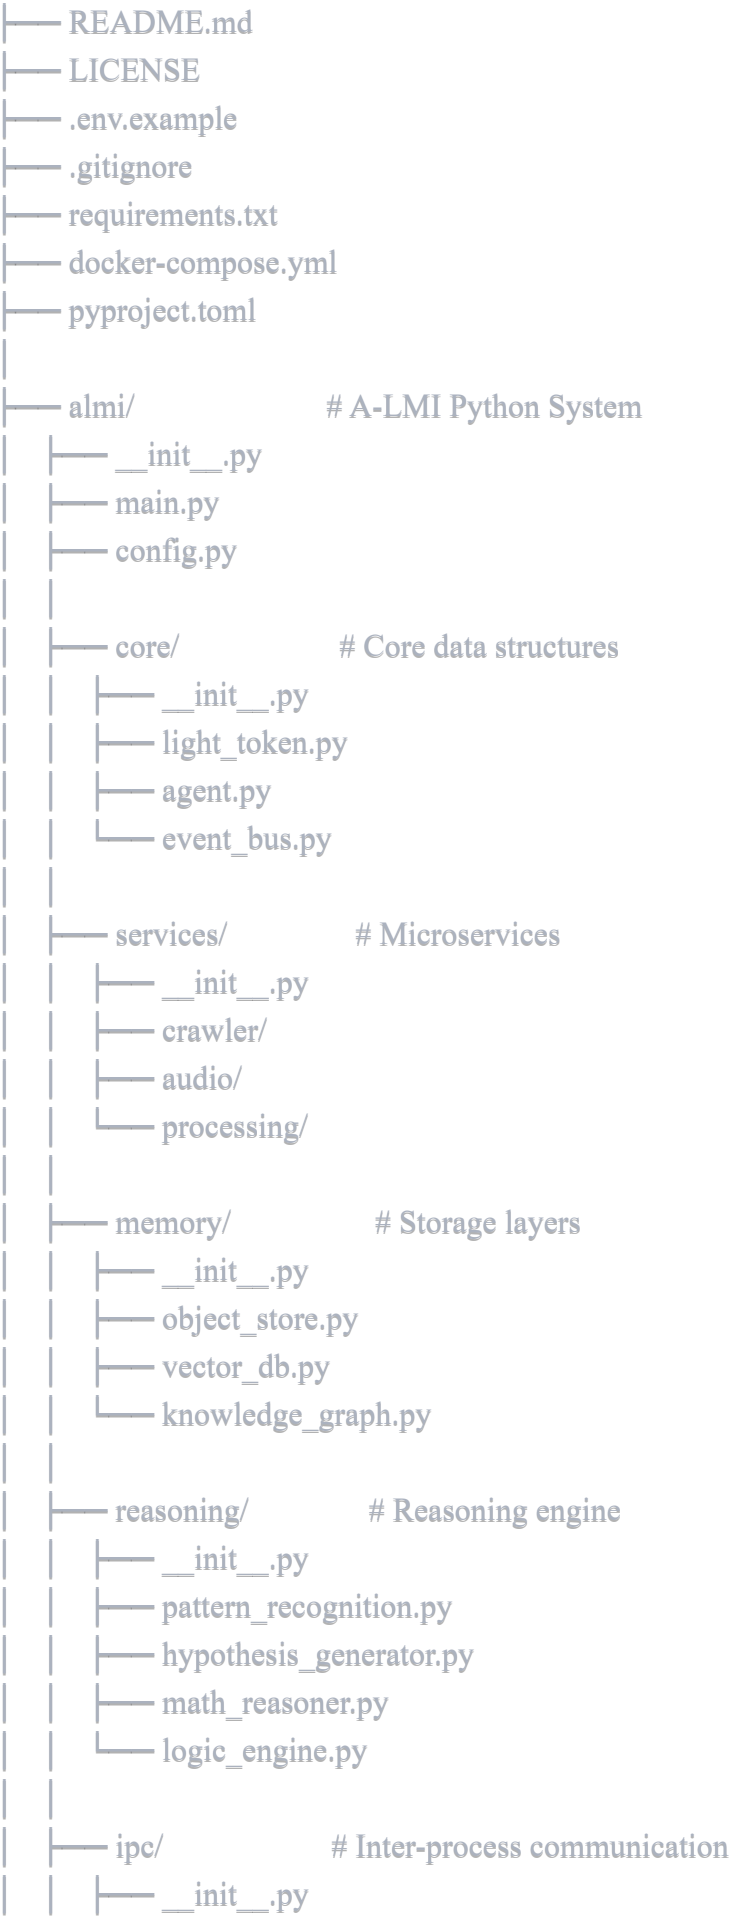 ├── README.md
├── LICENSE
├── .env.example
├── .gitignore
├── requirements.txt
├── docker-compose.yml
├── pyproject.toml
│
├── almi/                        # A-LMI Python System
│   ├── __init__.py
│   ├── main.py
│   ├── config.py
│   │
│   ├── core/                    # Core data structures
│   │   ├── __init__.py
│   │   ├── light_token.py
│   │   ├── agent.py
│   │   └── event_bus.py
│   │
│   ├── services/                # Microservices
│   │   ├── __init__.py
│   │   ├── crawler/
│   │   ├── audio/
│   │   └── processing/
│   │
│   ├── memory/                  # Storage layers
│   │   ├── __init__.py
│   │   ├── object_store.py
│   │   ├── vector_db.py
│   │   └── knowledge_graph.py
│   │
│   ├── reasoning/               # Reasoning engine
│   │   ├── __init__.py
│   │   ├── pattern_recognition.py
│   │   ├── hypothesis_generator.py
│   │   ├── math_reasoner.py
│   │   └── logic_engine.py
│   │
│   ├── ipc/                     # Inter-process communication
│   │   ├── __init__.py